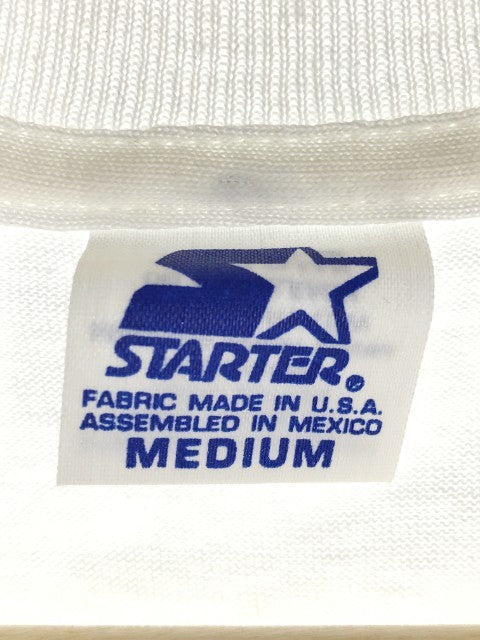 STARTER®
FABRIC MADE IN U.S.A.
ASSEMBLED IN MEXICO
MEDIUM